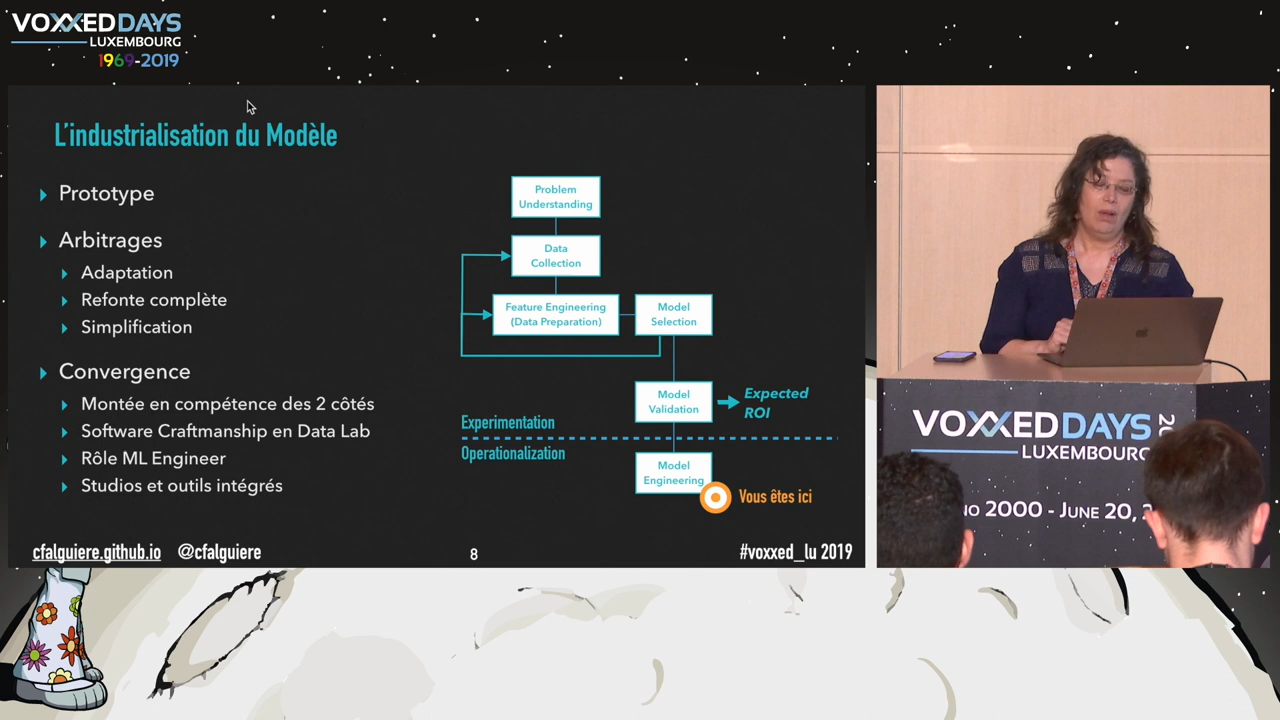 VOXXED DAYS
LUXEMBOURG
1969-2019
L'industrialisation du Modèle
Prototype
Arbitrages
Adaptation
Refonte complète
Simplification
Convergence
Montée en compétence des 2 côtés
Software Craftmanship en Data Lab
Rôle ML Engineer
Studios et outils intégrés
Problem
Understanding
Data
Collection
Feature Engineering
(Data Preparation)
Model
Selection
Model
Validation
Expected
ROI
Experimentation
Operationalization
Model
Engineering
Vous êtes ici
cfalguiere.github.io @cfalguiere
8
#voxxed_lu 2019
VOXXED DAYS
LUXEMBOURG
2000 - JUNE 20,